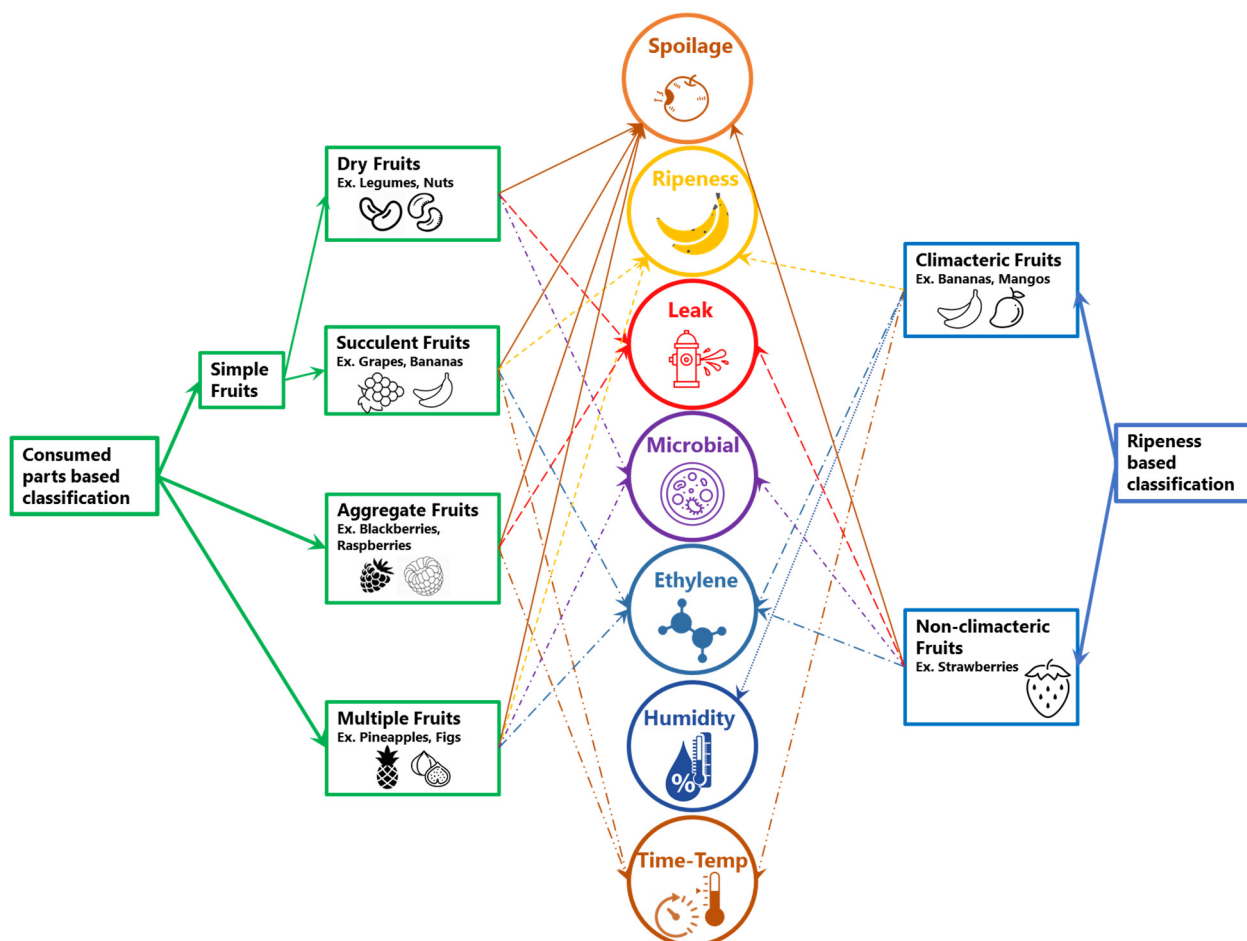 Consumed
parts based
classification
Simple
Fruits
Dry Fruits
Ex. Legumes, Nuts
Succulent Fruits
Ex. Grapes, Bananas
Aggregate Fruits
Ex. Blackberries,
Raspberries
Multiple Fruits
Ex. Pineapples, Figs
Spoilage
Ripeness
Leak
Microbial
Ethylene
Humidity
%
Time-Temp
Climacteric Fruits
Ex. Bananas, Mangos
Non-climacteric
Fruits
Ex. Strawberries
Ripeness
based
classification